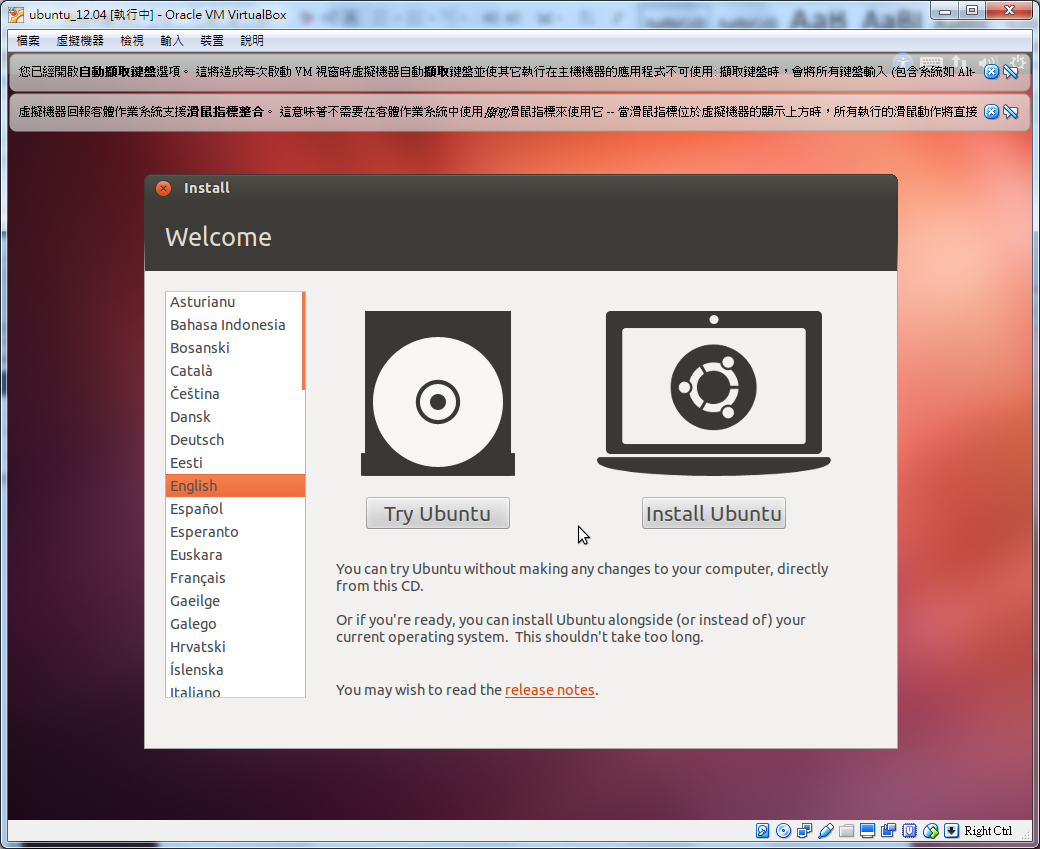 ubuntu_12.04 [執行中] - Oracle VM VirtualBox
檔案 虛擬機器 檢視 輸入 裝置 說明
您已經開啟自動擷取鍵盤選項。 這將造成每次啟動 VM 視窗時虛擬機器自動擷取鍵盤並使其它執行在主機機器的應用程式不可使用: 擷取鍵盤時，會將所有鍵盤輸入 (包含系統如 Alt-
虛擬機器回報客體作業系統支援滑鼠指標整合。 這意味著不需要在客體作業系統中使用擷取滑鼠指標來使用它 -- 當滑鼠指標位於虛擬機器的顯示上方時，所有執行的滑鼠動作將直接
Install
Welcome
Asturianu
Bahasa Indonesia
Bosanski
Català
Čeština
Dansk
Deutsch
Eesti
English
Español
Esperanto
Euskara
Français
Gaeilge
Galego
Hrvatski
Íslenska
Italiano
Try Ubuntu
Install Ubuntu
You can try Ubuntu without making any changes to your computer, directly
from this CD.
Or if you're ready, you can install Ubuntu alongside (or instead of) your
current operating system. This shouldn't take too long.
You may wish to read the release notes.
Right Ctrl